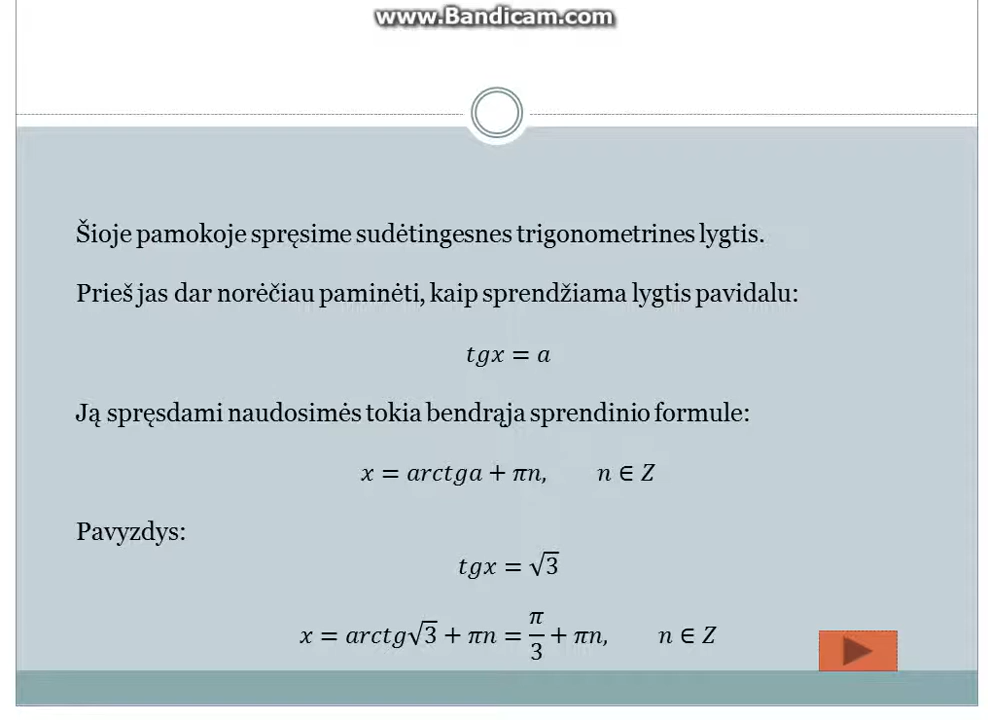 www.Bandicam.com
Šioje pamokoje spręsime sudėtingesnes trigonometrines lygtis.
Prieš jas dar norėčiau paminėti, kaip sprendžiama lygtis pavidalu:
tgx = a
Ją spręsdami naudosimės tokia bendrąja sprendinio formule:
x = arctga + πn, n ∈ Z
Pavyzdys:
tgx = √3
x = arctg√3 + πn = π/3 + πn, n ∈ Z